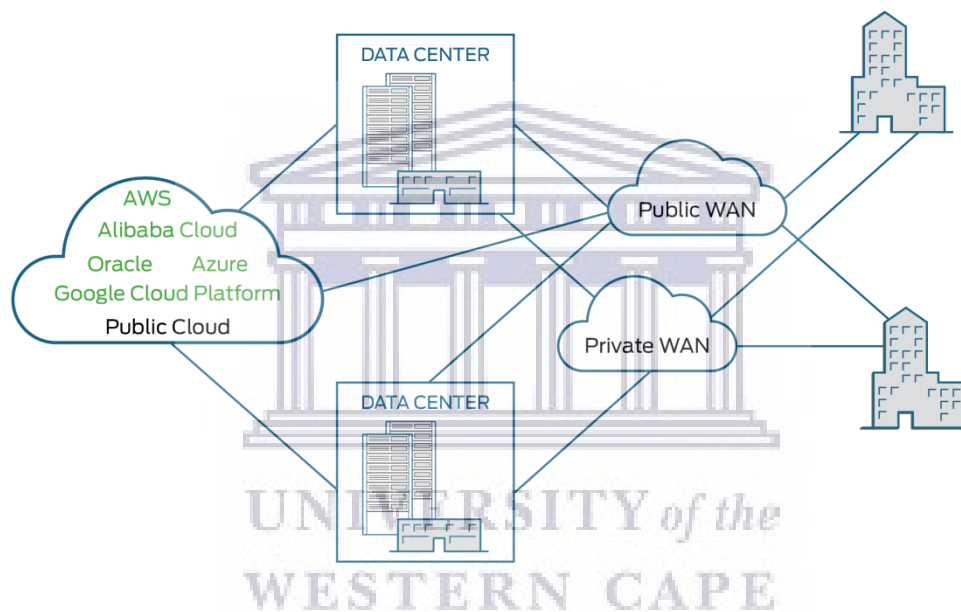 DATA CENTER
AWS
Alibaba Cloud
Oracle Azure
Google Cloud Platform
Public Cloud
Public WAN
Private WAN
DATA CENTER
UNIVERSITY of the
WESTERN CAPE